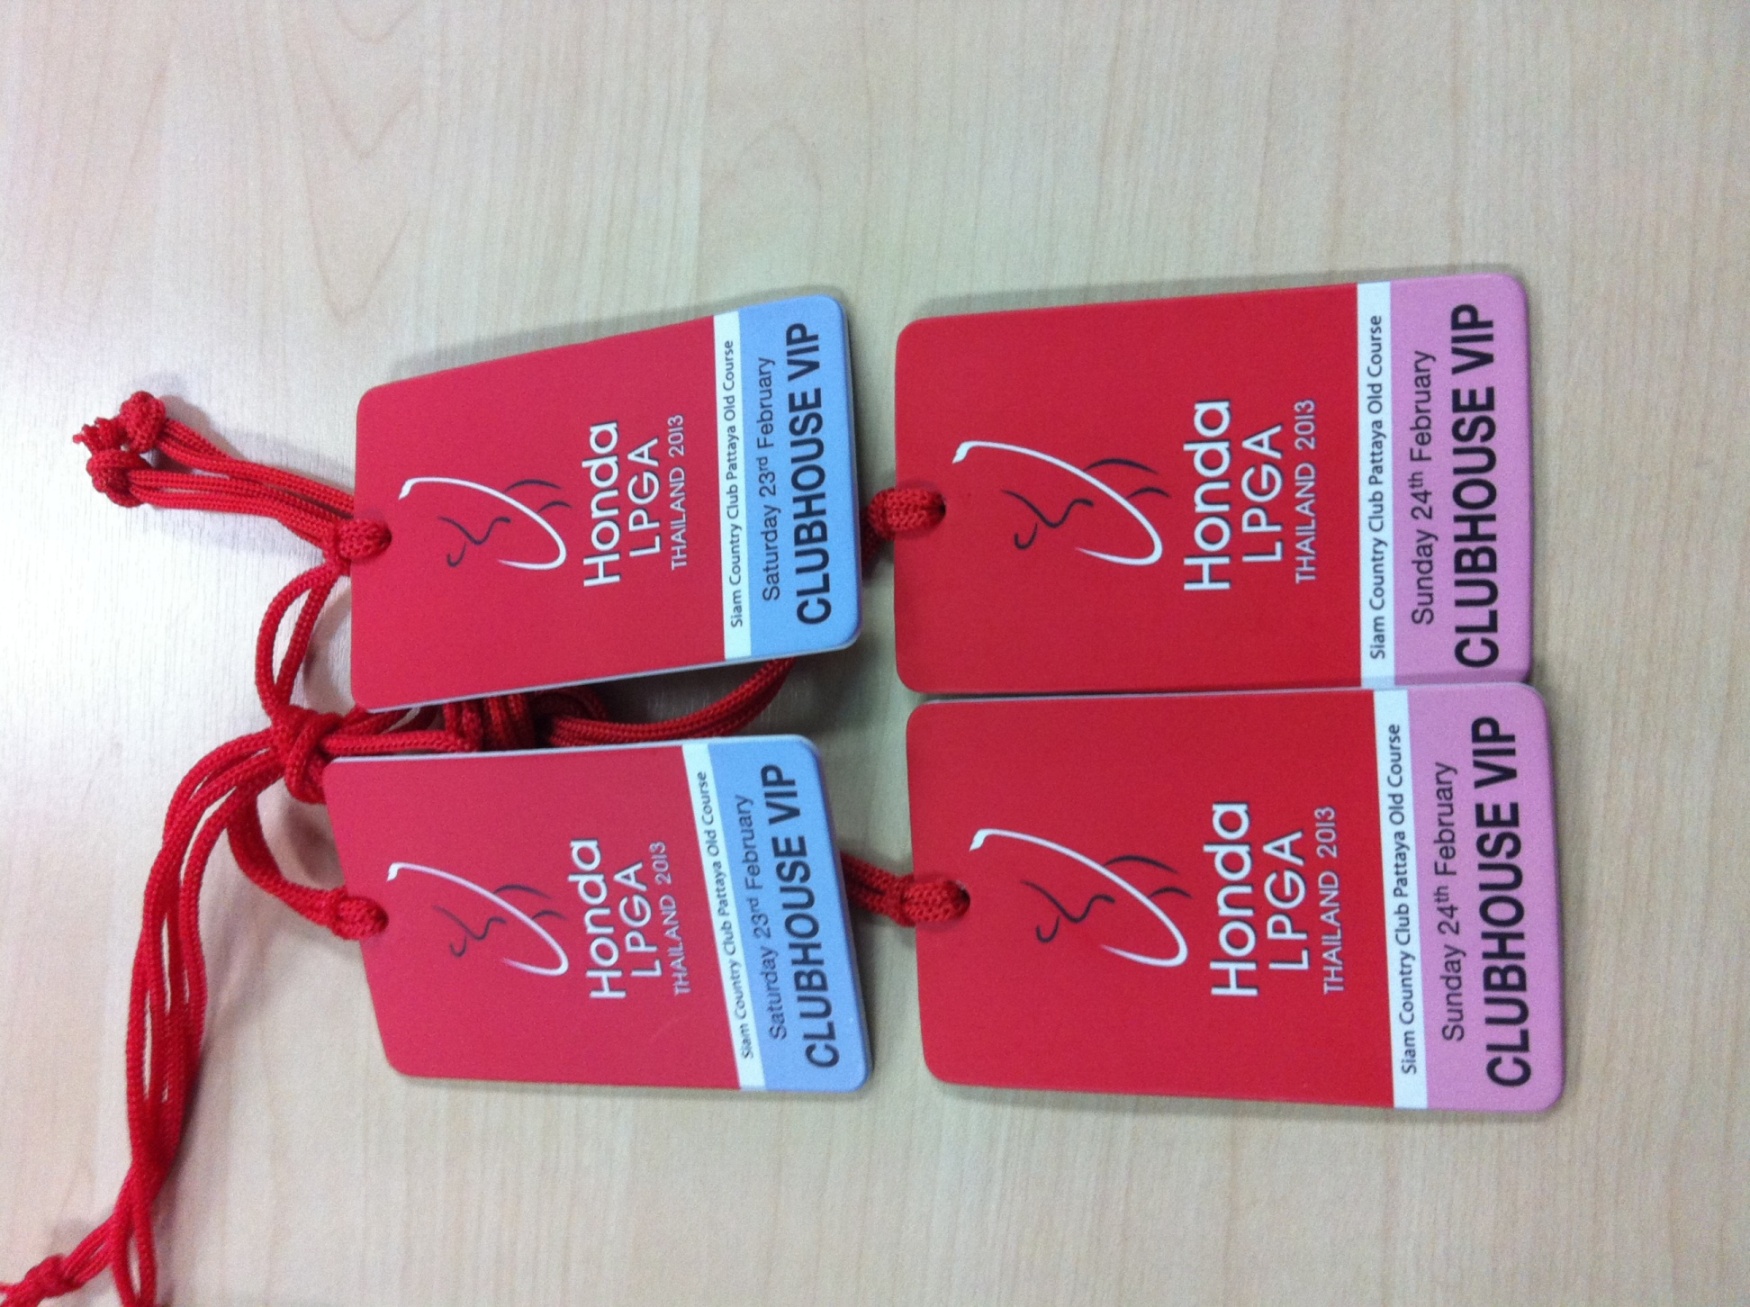 Honda
LPGA
THAILAND 2013
Siam Country Club Pattaya Old Course
Saturday 23rd February
CLUBHOUSE VIP
Honda
LPGA
THAILAND 2013
Siam Country Club Pattaya Old Course
Saturday 23rd February
CLUBHOUSE VIP
Honda
LPGA
THAILAND 2013
Siam Country Club Pattaya Old Course
Sunday 24th February
CLUBHOUSE VIP
Honda
LPGA
THAILAND 2013
Siam Country Club Pattaya Old Course
Sunday 24th February
CLUBHOUSE VIP